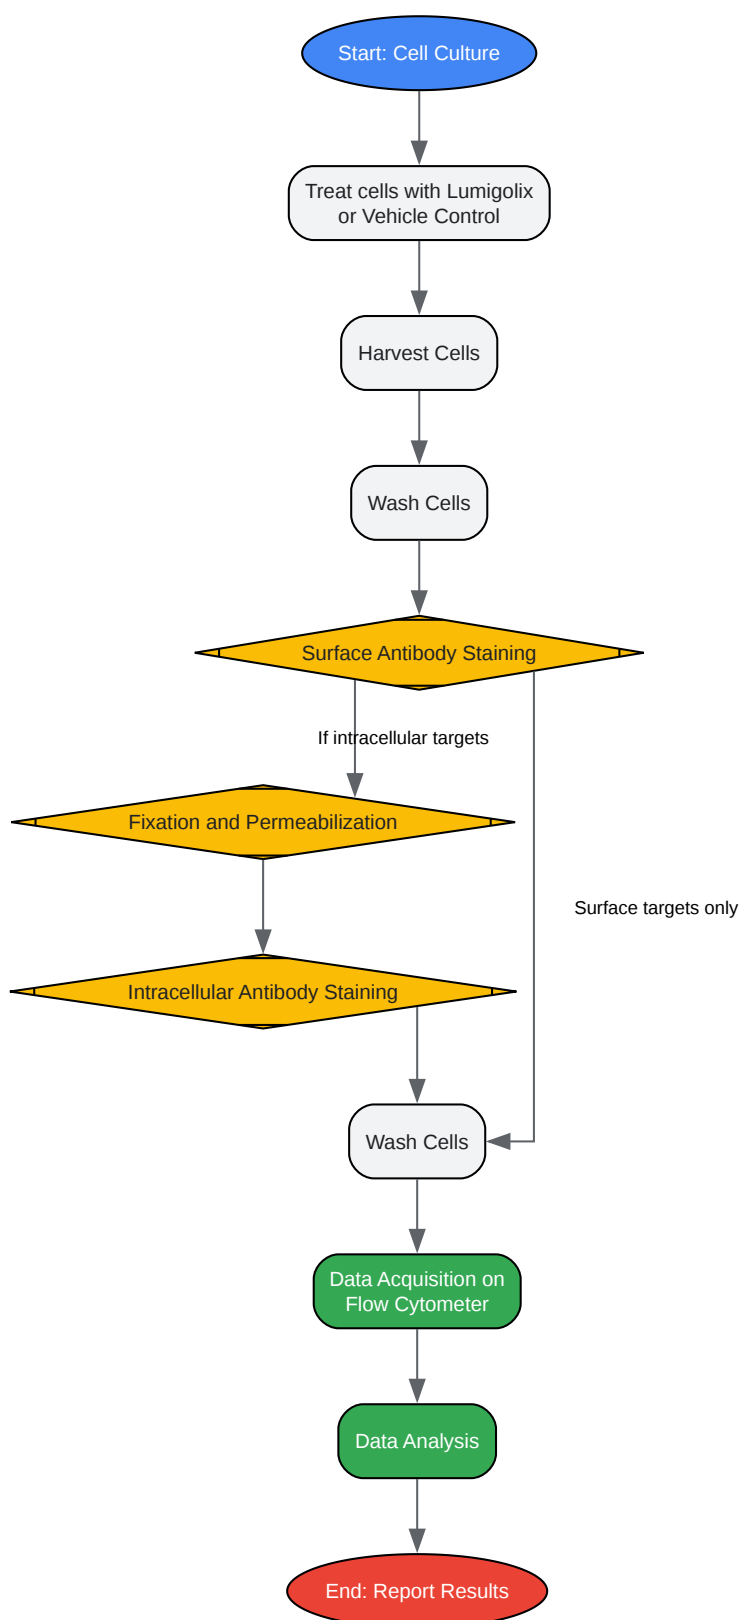 Start: Cell Culture
Treat cells with Lumigolix
or Vehicle Control
Harvest Cells
Wash Cells
Surface Antibody Staining
If intracellular targets
Fixation and Permeabilization
Surface targets only
Intracellular Antibody Staining
Wash Cells
Data Acquisition on
Flow Cytometer
Data Analysis
End: Report Results